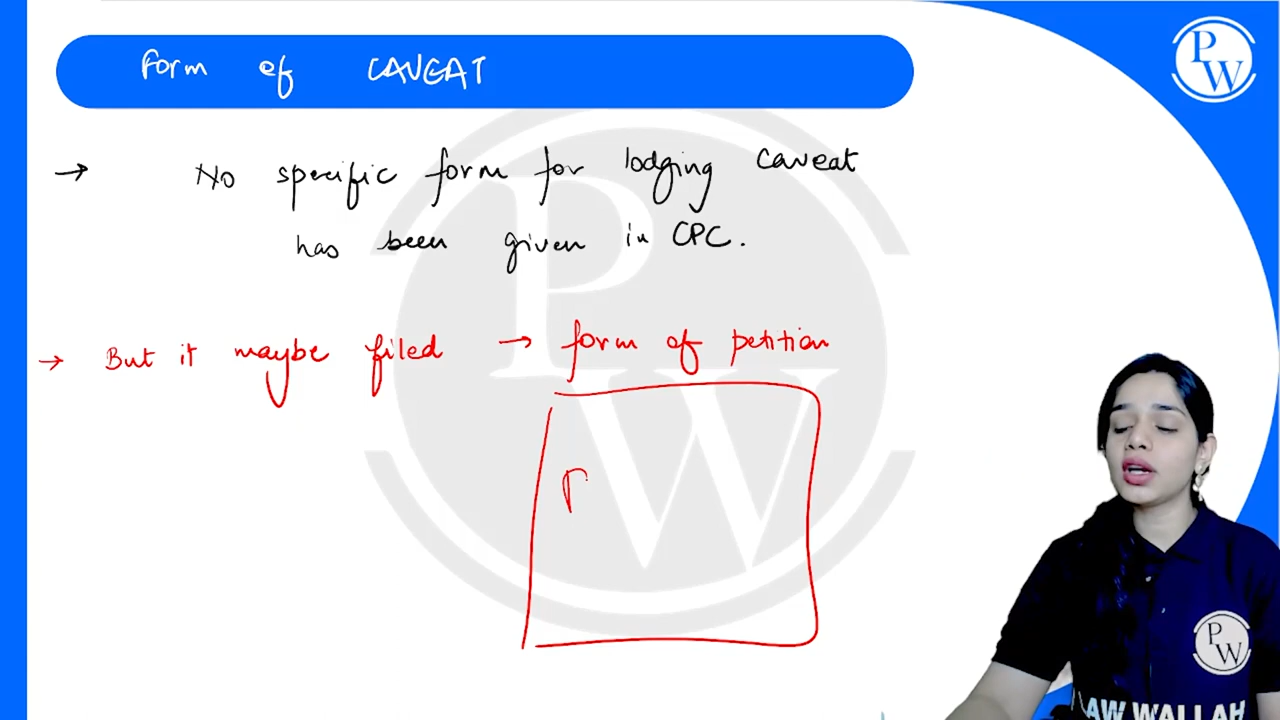 Form of CAVEAT
PW
→ No specific form for lodging caveat
has been given in CPC.
→ But it maybe filed → form of petition
PW
PW
LAW WALLAH